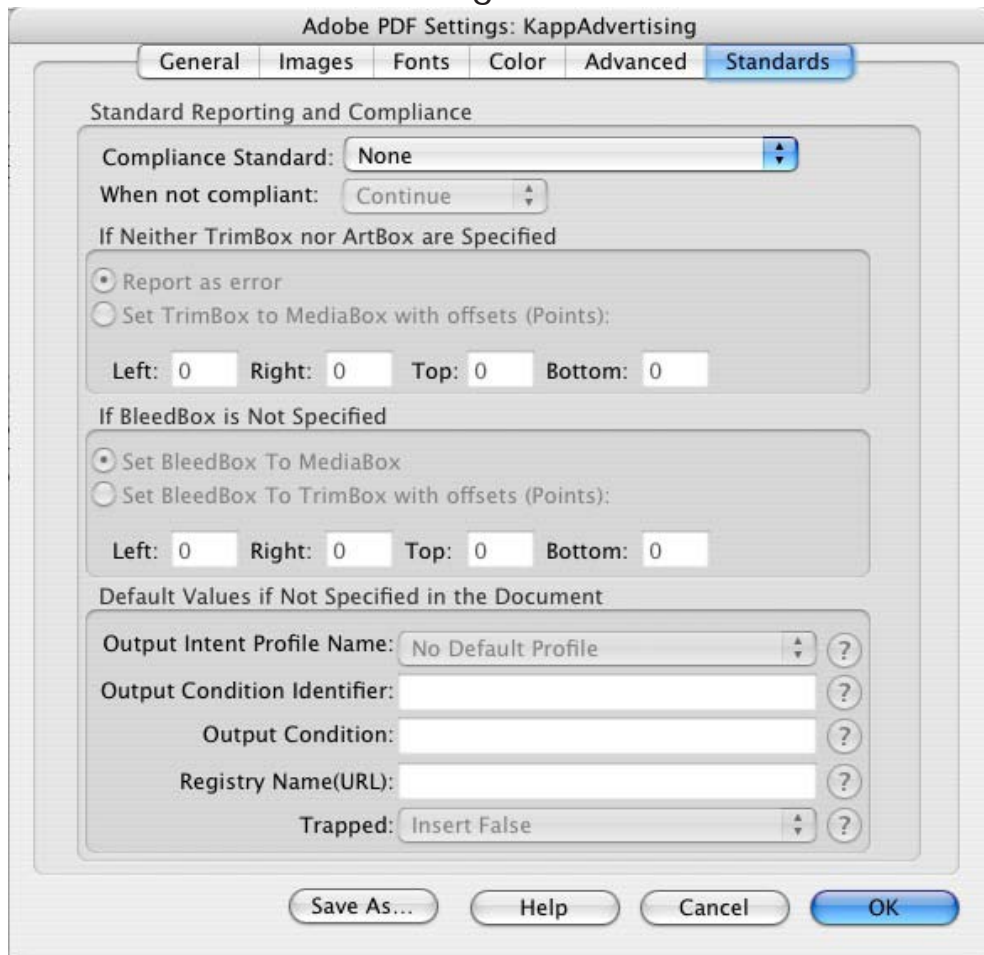 Adobe PDF Settings: KappAdvertising
General Images Fonts Color Advanced Standards
Standard Reporting and Compliance
Compliance Standard: None
When not compliant: Continue
If Neither TrimBox nor ArtBox are Specified
Report as error
Set TrimBox to MediaBox with offsets (Points):
Left: 0 Right: 0 Top: 0 Bottom: 0
If BleedBox is Not Specified
Set BleedBox To MediaBox
Set BleedBox To TrimBox with offsets (Points):
Left: 0 Right: 0 Top: 0 Bottom: 0
Default Values if Not Specified in the Document
Output Intent Profile Name: No Default Profile ?
Output Condition Identifier: ?
Output Condition: ?
Registry Name(URL): ?
Trapped: Insert False ?
Save As... Help Cancel OK